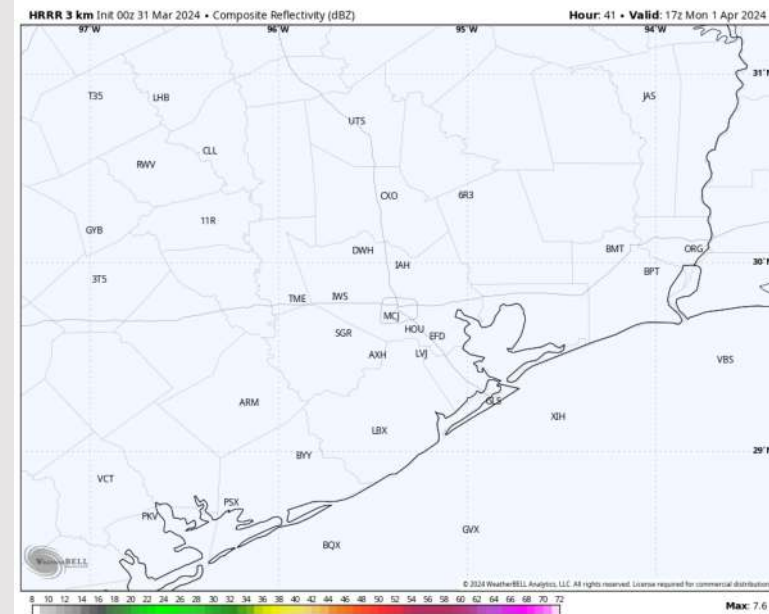 HRRR 3 km Init 00z 31 Mar 2024 • Composite Reflectivity (dBZ) Hour: 41 • Valid: 17z Mon 1 Apr 2024
97°W 96°W 95°W 94°W
31°N
T35 LHB JAS
UTS
CLL
RWV
CXO 6R3
11R
GYB
DWH BMT ORG
IAH 30°N
BPT
3T5
TME IWS
MCJ
HOU
SGR EFD
AXH LVJ
VBS
ARM GLS
XIH
LBX
29°N
BYY
VCT
PSX
PKV
GVX
BQX
WeatherBELL
© 2024 WeatherBELL Analytics, LLC. All rights reserved. License required for commercial distribution
8 10 12 14 16 18 20 22 24 26 28 30 32 34 36 38 40 42 44 46 48 50 52 54 56 58 60 62 64 66 68 70 72
Max: 7.6